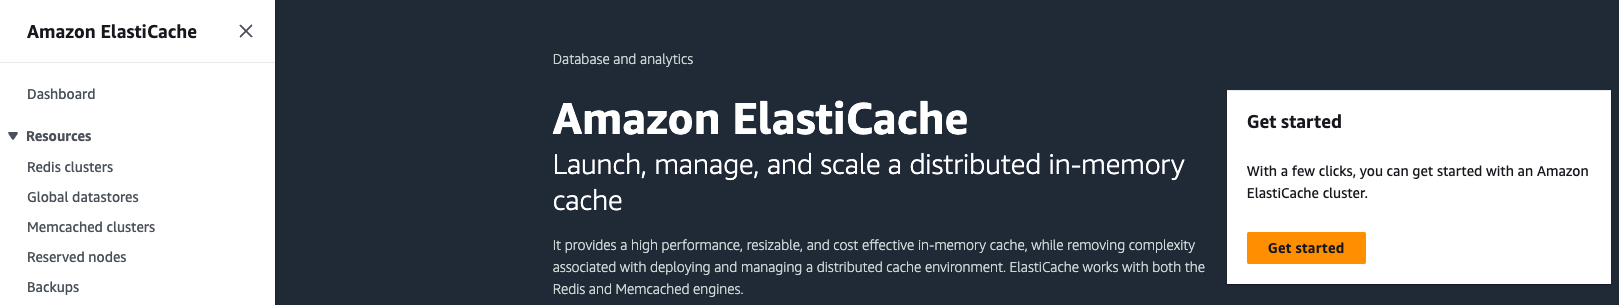 Amazon ElastiCache
Dashboard
Resources
Redis clusters
Global datastores
Memcached clusters
Reserved nodes
Backups
Database and analytics
Amazon ElastiCache
Launch, manage, and scale a distributed in-memory
cache
It provides a high performance, resizable, and cost effective in-memory cache, while removing complexity
associated with deploying and managing a distributed cache environment. ElastiCache works with both the
Redis and Memcached engines.
Get started
With a few clicks, you can get started with an Amazon
ElastiCache cluster.
Get started